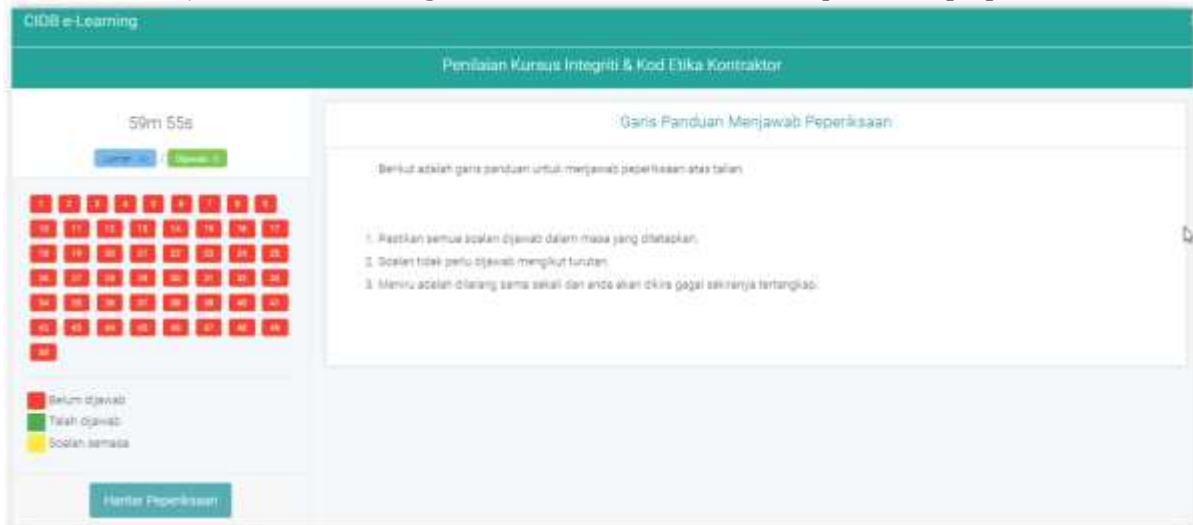 CIDB e-Learning
Penilaian Kursus Integriti & Kod Etika Kontraktor
59m 55s
Garis Panduan Menjawab Peperiksaan
Berikut adalah garis panduan untuk menjawab peperiksaan atas talian.
1. Pastikan semua soalan dijawab dalam masa yang ditetapkan.
2. Soalan tidak perlu dijawab mengikut turutan.
3. Meniru adalah dilarang sama sekali dan anda akan dikira gagal sekiranya tertangkap.
1 2 3 4 5 6 7 8 9
10 11 12 13 14 15 16 17
18 19 20 21 22 23 24 25
26 27 28 29 30 31 32 33
34 35 36 37 38 39 40 41
42 43 44 45 46 47 48 49
50
Belum dijawab
Telah dijawab
Soalan semasa
Hantar Peperiksaan